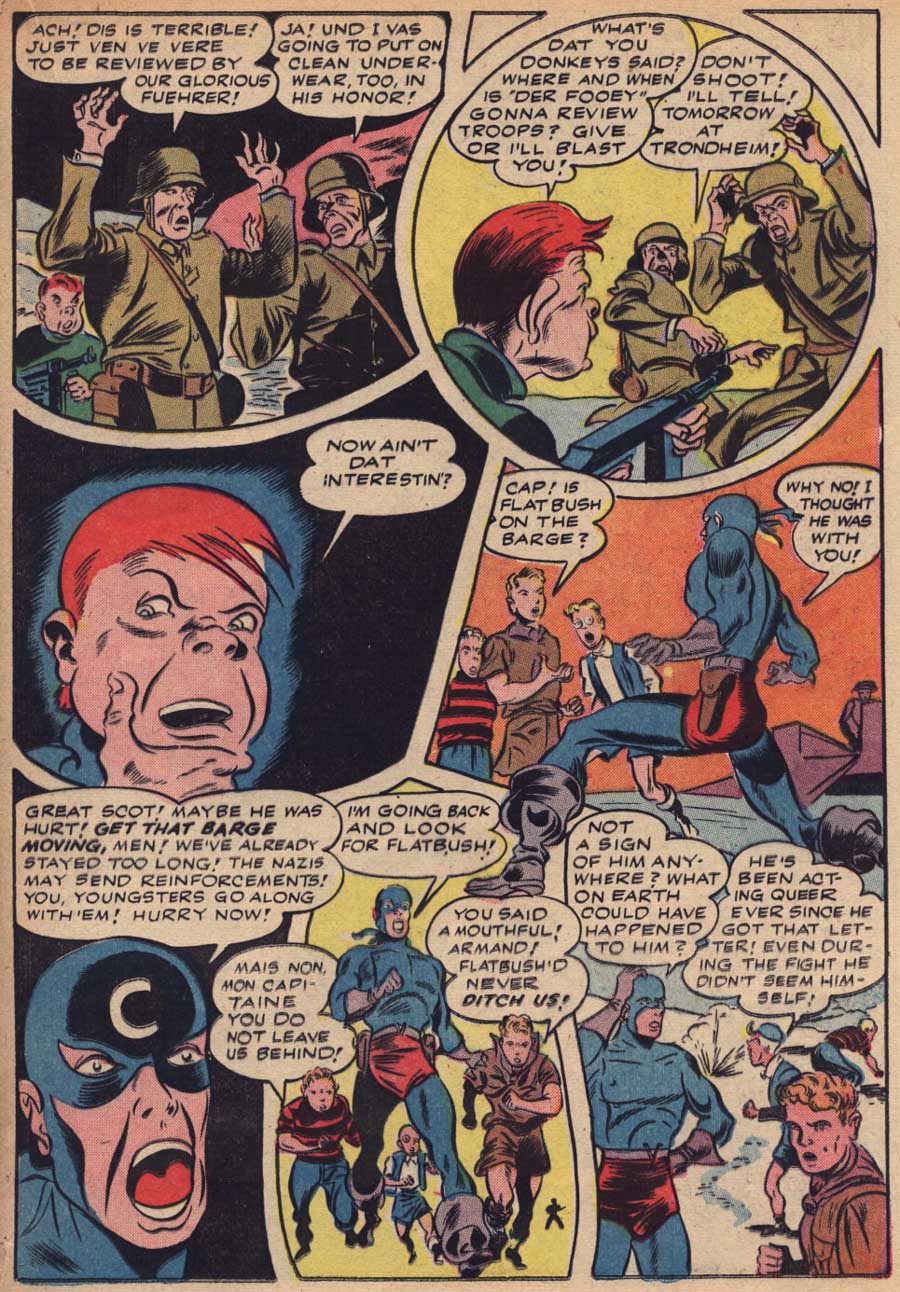 ACH! DIS IS TERRIBLE!
JUST VEN VE VERE
TO BE REVIEWED BY
OUR GLORIOUS
FUEHRER!
JA! UND I VAS
GOING TO PUT ON
CLEAN UNDER-
WEAR, TOO, IN
HIS HONOR!
WHAT'S
DAT YOU
DONKEYS SAID?
WHERE AND WHEN
IS "DER FOOEY"
GONNA REVIEW
TROOPS? GIVE
OR I'LL BLAST
YOU!
DON'T
SHOOT!
I'LL TELL!
TOMORROW
AT
TRONDHEIM!
NOW AIN'T
DAT
INTERESTIN'?
CAP! IS
FLATBUSH
ON THE
BARGE?
WHY NO! I
THOUGHT
HE WAS
WITH
YOU!
GREAT SCOT! MAYBE HE WAS
HURT! GET THAT BARGE
MOVING, MEN! WE'VE ALREADY
STAYED TOO LONG! THE NAZIS
MAY SEND REINFORCEMENTS!
YOU, YOUNGSTERS GO ALONG
WITH 'EM! HURRY NOW!
C
I'M GOING BACK
AND LOOK
FOR FLATBUSH!
MAIS NON,
MON CAPI-
TAINE
YOU DO
NOT LEAVE
US BEHIND!
YOU SAID
A MOUTHFUL!
ARMAND!
FLATBUSH'D
NEVER
DITCH US!
NOT
A SIGN
OF HIM ANY-
WHERE? WHAT
ON EARTH
COULD HAVE
HAPPENED
TO HIM?
HE'S
BEEN ACT-
ING QUEER
EVER SINCE HE
GOT THAT LET-
TER! EVEN DUR-
ING THE FIGHT HE
DIDN'T SEEM HIM-
SELF!